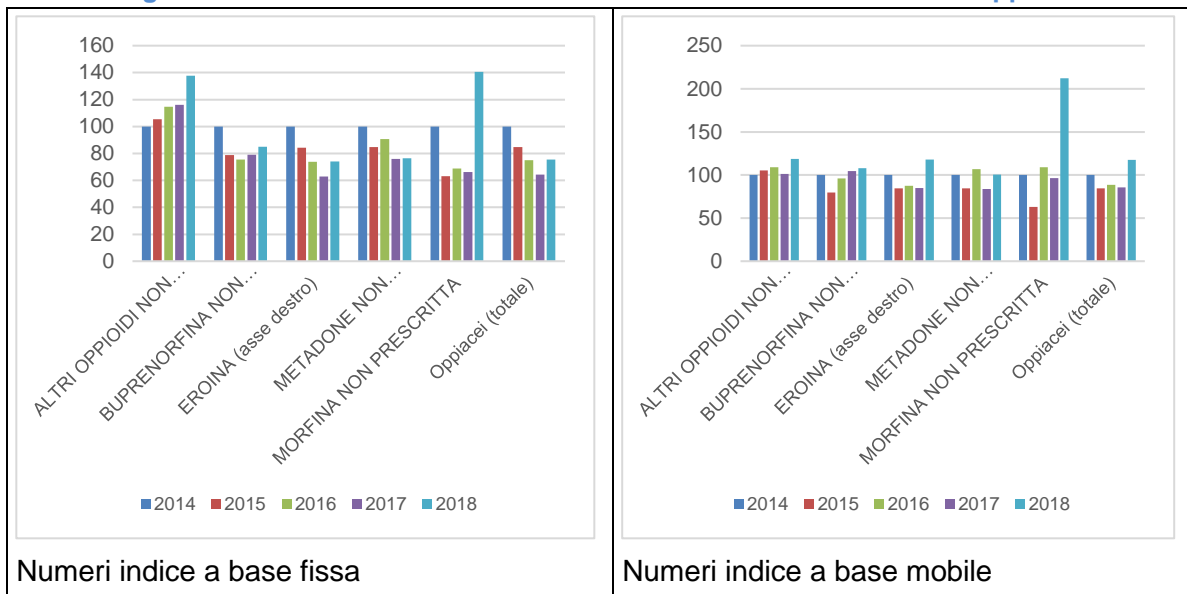 160
140
120
100
80
60
40
20
0
ALTRI OPPIOIDI NON…
BUPRENORFINA NON…
EROINA (asse destro)
METADONE NON…
MORFINA NON PRESCRITTA
Oppiacei (totale)
2014 2015 2016 2017 2018
Numeri indice a base fissa
250
200
150
100
50
0
ALTRI OPPIOIDI NON…
BUPRENORFINA NON…
EROINA (asse destro)
METADONE NON…
MORFINA NON PRESCRITTA
Oppiacei (totale)
2014 2015 2016 2017 2018
Numeri indice a base mobile